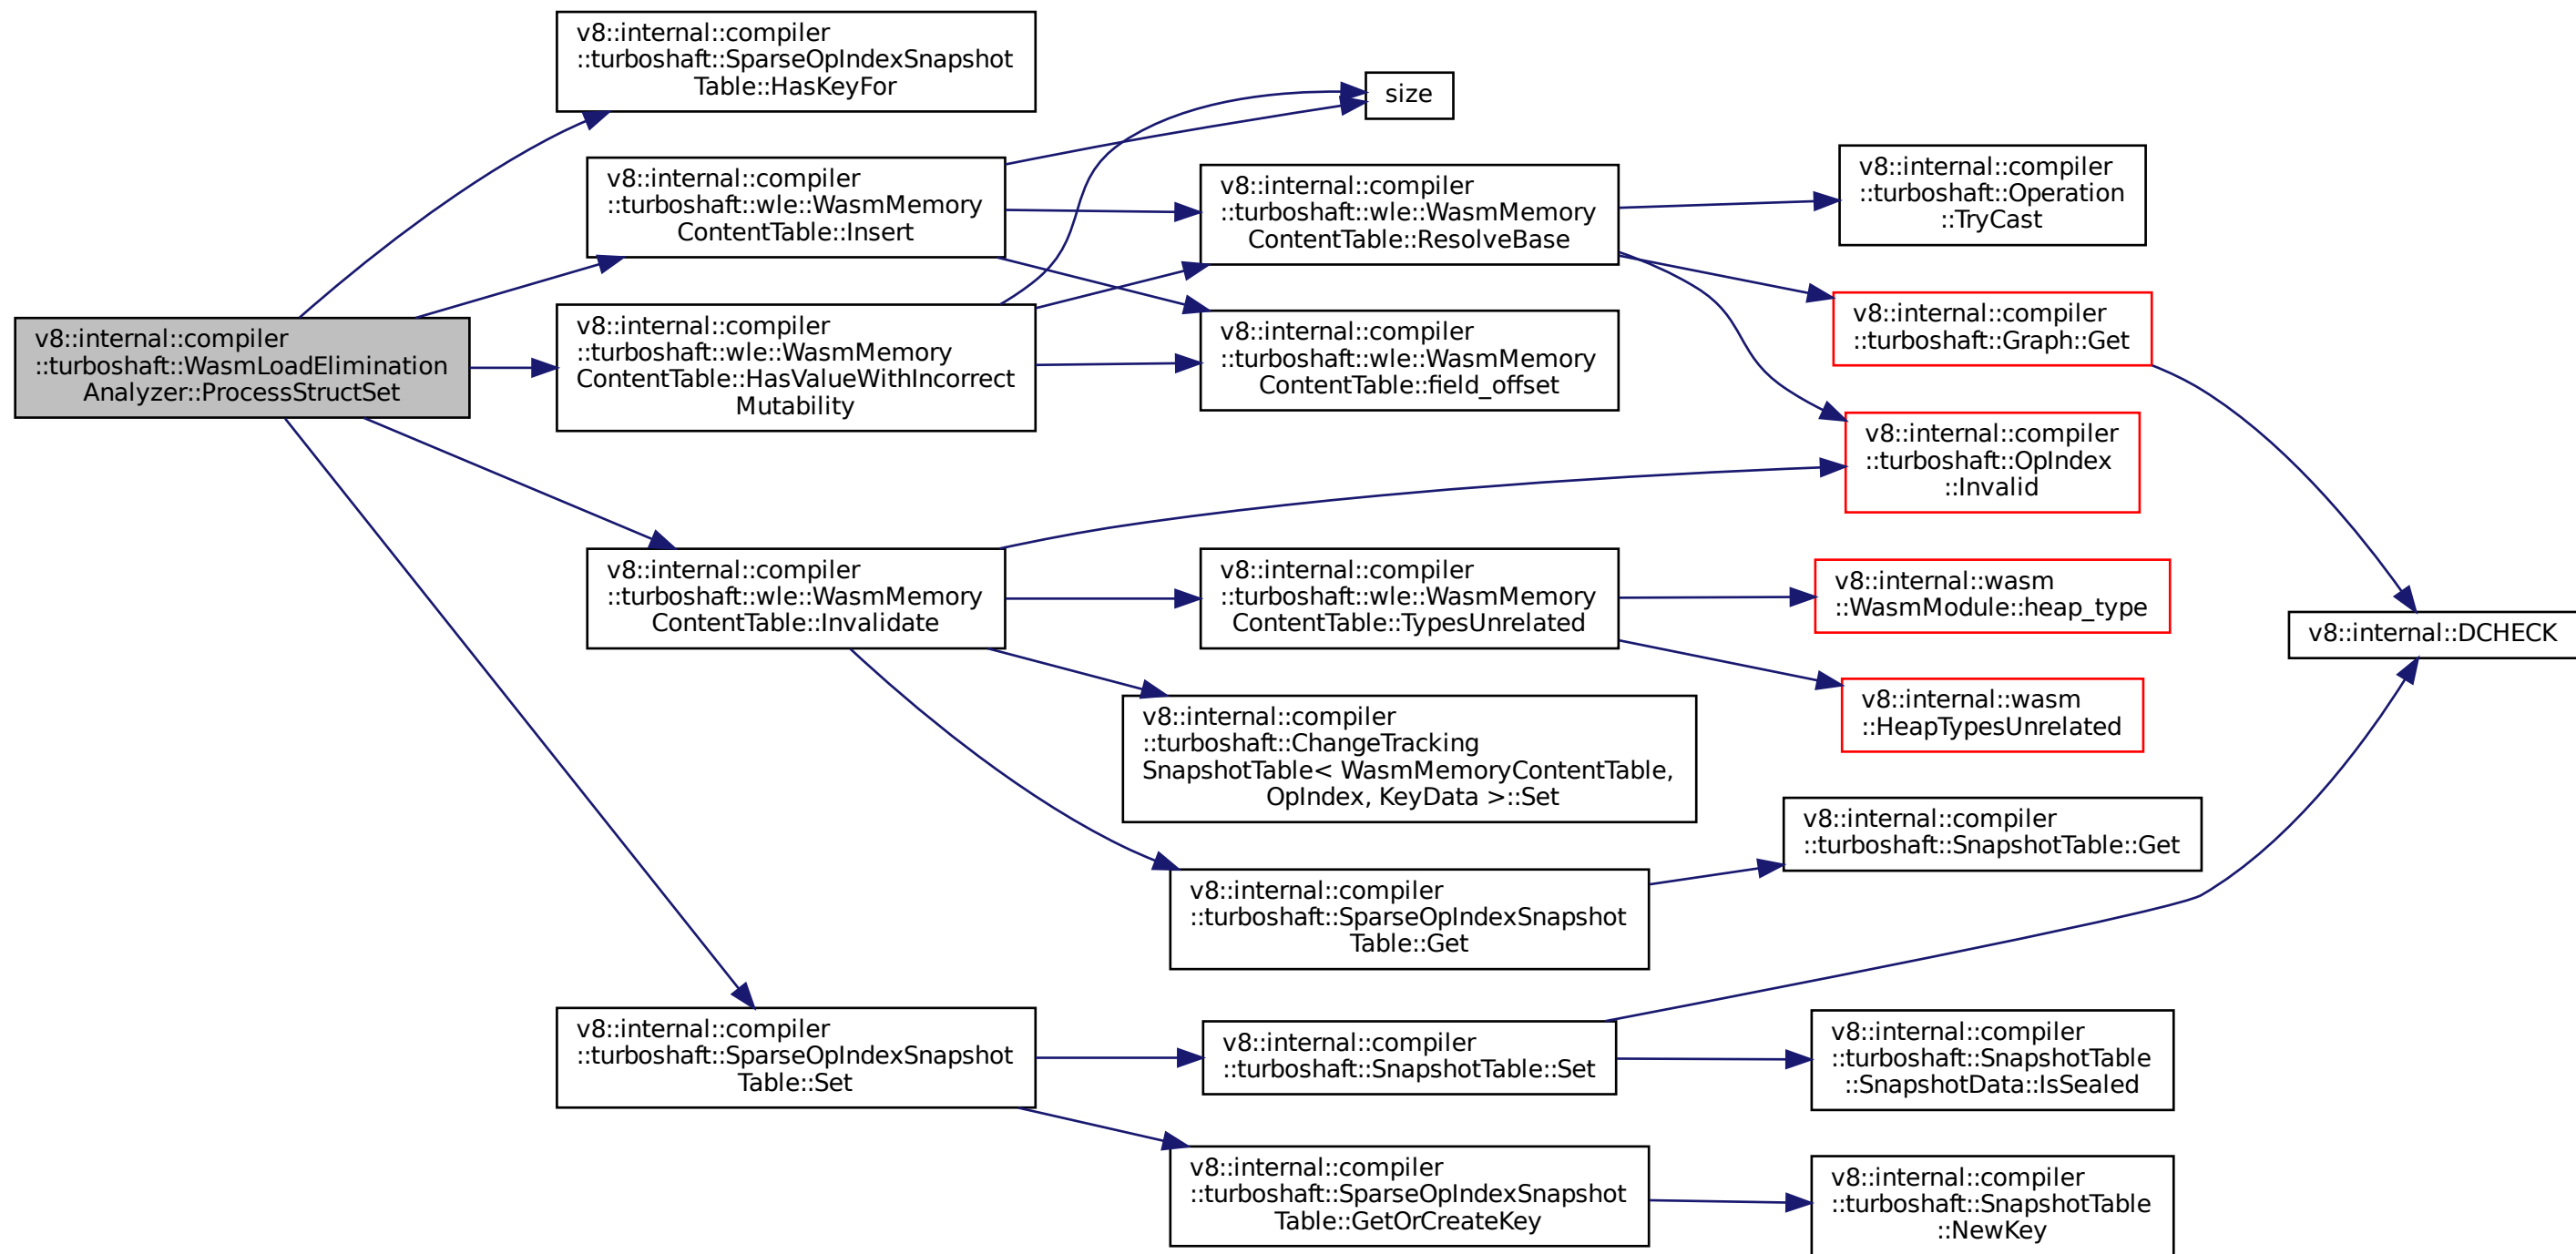 v8::internal::compiler
::turboshaft::WasmLoadElimination
Analyzer::ProcessStructSet
v8::internal::compiler
::turboshaft::SparseOpIndexSnapshot
Table::HasKeyFor
v8::internal::compiler
::turboshaft::wle::WasmMemory
ContentTable::Insert
v8::internal::compiler
::turboshaft::wle::WasmMemory
ContentTable::HasValueWithIncorrect
Mutability
v8::internal::compiler
::turboshaft::wle::WasmMemory
ContentTable::Invalidate
v8::internal::compiler
::turboshaft::SparseOpIndexSnapshot
Table::Set
size
v8::internal::compiler
::turboshaft::wle::WasmMemory
ContentTable::ResolveBase
v8::internal::compiler
::turboshaft::wle::WasmMemory
ContentTable::field_offset
v8::internal::compiler
::turboshaft::wle::WasmMemory
ContentTable::TypesUnrelated
v8::internal::compiler
::turboshaft::ChangeTracking
SnapshotTable< WasmMemoryContentTable,
OpIndex, KeyData >::Set
v8::internal::compiler
::turboshaft::SparseOpIndexSnapshot
Table::Get
v8::internal::compiler
::turboshaft::SnapshotTable::Set
v8::internal::compiler
::turboshaft::SparseOpIndexSnapshot
Table::GetOrCreateKey
v8::internal::compiler
::turboshaft::Operation
::TryCast
v8::internal::compiler
::turboshaft::Graph::Get
v8::internal::compiler
::turboshaft::OpIndex
::Invalid
v8::internal::wasm
::WasmModule::heap_type
v8::internal::wasm
::HeapTypesUnrelated
v8::internal::compiler
::turboshaft::SnapshotTable::Get
v8::internal::compiler
::turboshaft::SnapshotTable
::SnapshotData::IsSealed
v8::internal::compiler
::turboshaft::SnapshotTable
::NewKey
v8::internal::DCHECK